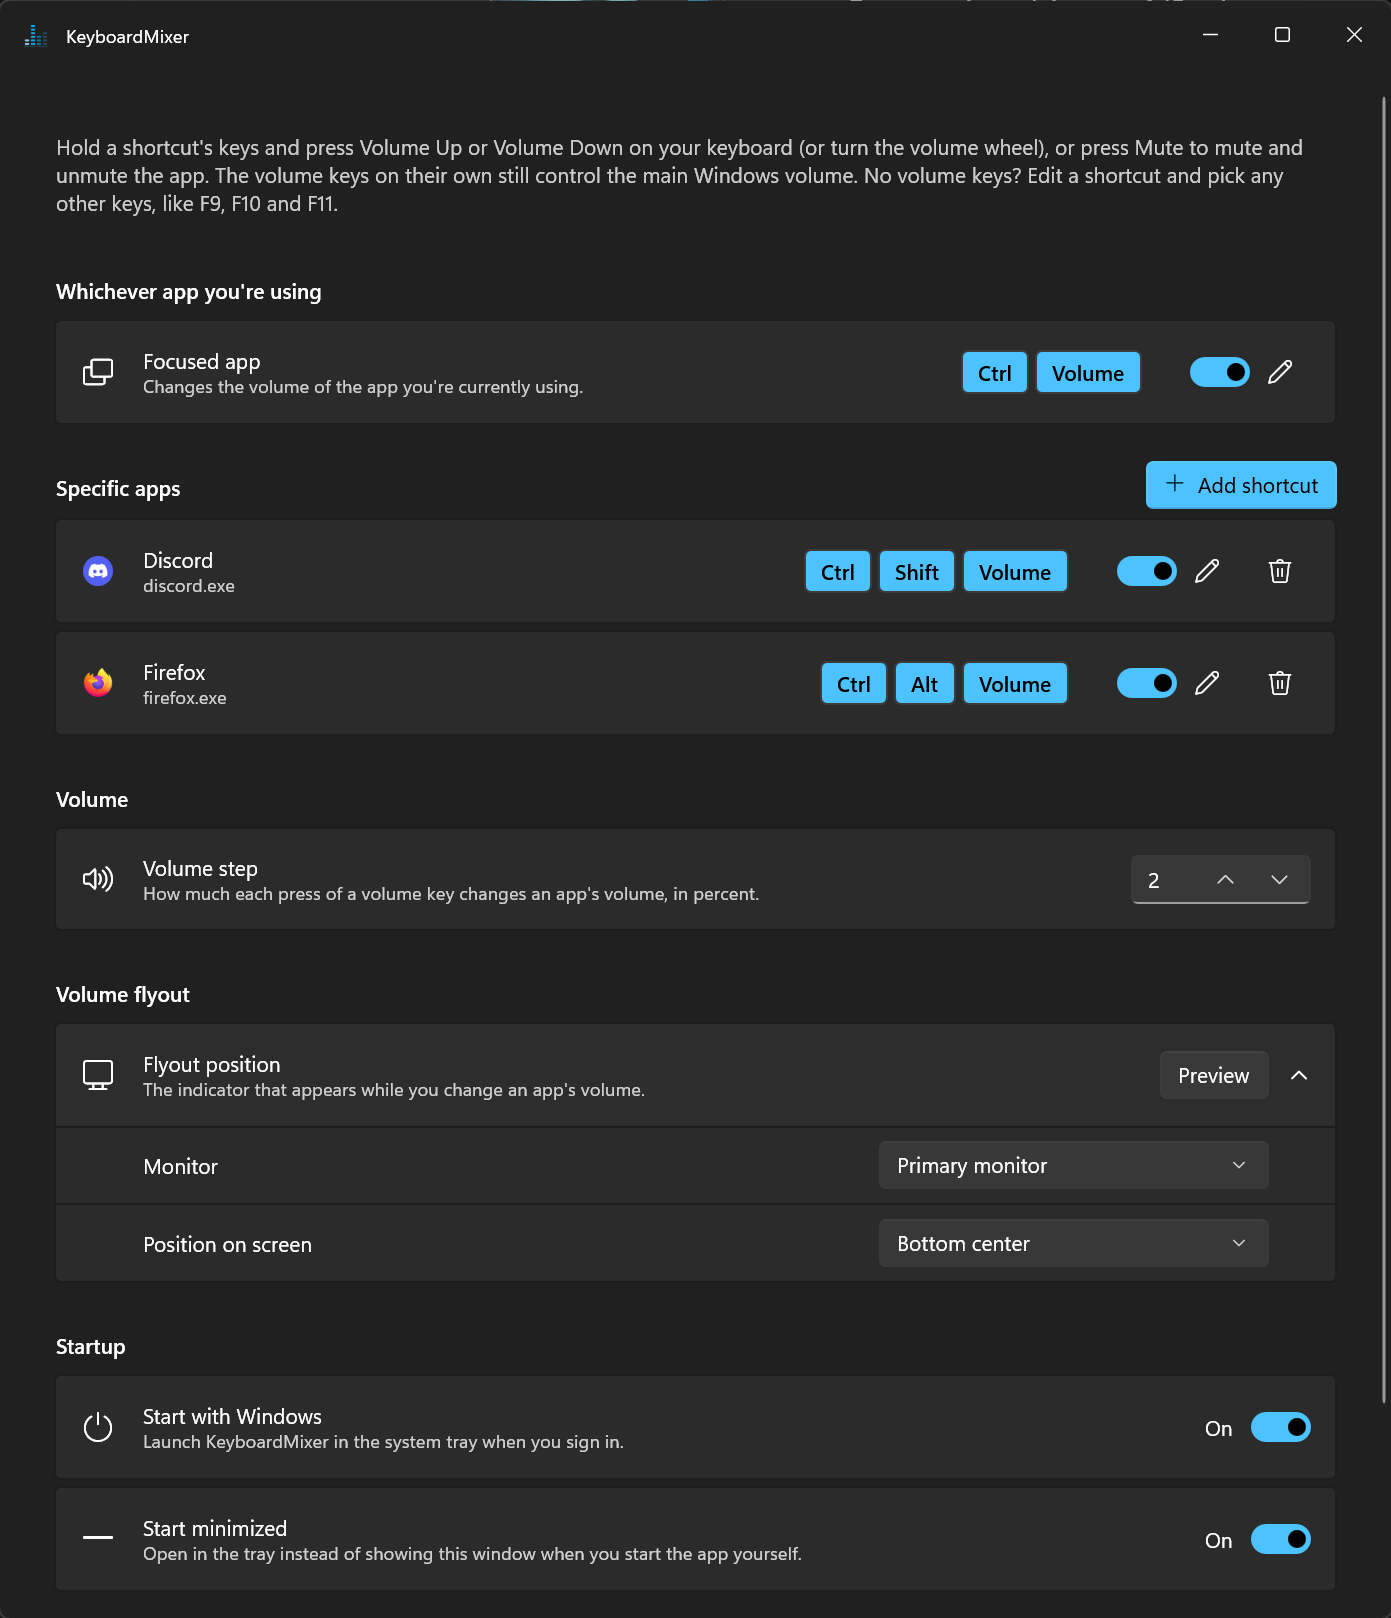 KeyboardMixer
Hold a shortcut's keys and press Volume Up or Volume Down on your keyboard (or turn the volume wheel), or press Mute to mute and
unmute the app. The volume keys on their own still control the main Windows volume. No volume keys? Edit a shortcut and pick any
other keys, like F9, F10 and F11.
Whichever app you're using
Focused app
Changes the volume of the app you're currently using.
Ctrl Volume
Specific apps
Add shortcut
Discord
discord.exe
Ctrl Shift Volume
Firefox
firefox.exe
Ctrl Alt Volume
Volume
Volume step
How much each press of a volume key changes an app's volume, in percent.
2
Volume flyout
Flyout position
The indicator that appears while you change an app's volume.
Preview
Monitor
Primary monitor
Position on screen
Bottom center
Startup
Start with Windows
Launch KeyboardMixer in the system tray when you sign in.
On
Start minimized
Open in the tray instead of showing this window when you start the app yourself.
On